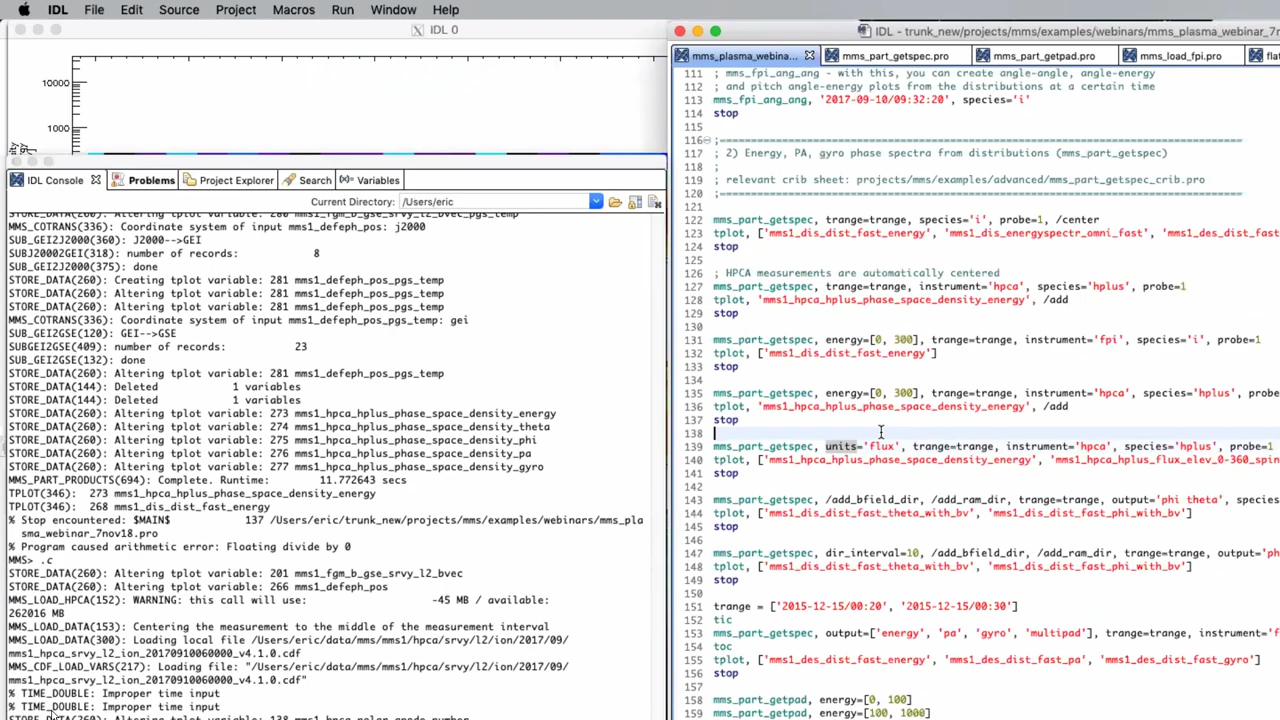 IDL File Edit Source Project Macros Run Window Help
IDL 0
10000
1000
IDL Console Problems Project Explorer Search Variables
Current Directory: /Users/eric
STORE_DATA(260): Altering tplot variable: 280 mms1_fgm_b_gse_srvy_l2_bvec_pgs_temp
MMS_COTRANS(336): Coordinate system of input mms1_defeph_pos: j2000
SUB_GEI2J2000(360): J2000-->GEI
SUBJ20002GEI(318): number of records: 8
SUB_GEI2J2000(375): done
STORE_DATA(260): Creating tplot variable: 281 mms1_defeph_pos_pgs_temp
STORE_DATA(260): Altering tplot variable: 281 mms1_defeph_pos_pgs_temp
STORE_DATA(260): Altering tplot variable: 281 mms1_defeph_pos_pgs_temp
MMS_COTRANS(336): Coordinate system of input mms1_defeph_pos_pgs_temp: gei
SUB_GEI2GSE(120): GEI-->GSE
SUBGEI2GSE(409): number of records: 23
SUB_GEI2GSE(132): done
STORE_DATA(260): Altering tplot variable: 281 mms1_defeph_pos_pgs_temp
STORE_DATA(144): Deleted 1 variables
STORE_DATA(144): Deleted 1 variables
STORE_DATA(260): Altering tplot variable: 273 mms1_hpca_hplus_phase_space_density_energy
STORE_DATA(260): Altering tplot variable: 274 mms1_hpca_hplus_phase_space_density_theta
STORE_DATA(260): Altering tplot variable: 275 mms1_hpca_hplus_phase_space_density_phi
STORE_DATA(260): Altering tplot variable: 276 mms1_hpca_hplus_phase_space_density_pa
STORE_DATA(260): Altering tplot variable: 277 mms1_hpca_hplus_phase_space_density_gyro
MMS_PART_PRODUCTS(694): Complete. Runtime: 11.772643 secs
TPLOT(346): 273 mms1_hpca_hplus_phase_space_density_energy
TPLOT(346): 268 mms1_dis_dist_fast_energy
% Stop encountered: $MAIN$ 137 /Users/eric/trunk_new/projects/mms/examples/webinars/mms_pla
sma_webinar_7nov18.pro
% Program caused arithmetic error: Floating divide by 0
MMS> .c
STORE_DATA(260): Altering tplot variable: 201 mms1_fgm_b_gse_srvy_l2_bvec
STORE_DATA(260): Altering tplot variable: 266 mms1_defeph_pos
MMS_LOAD_HPCA(152): WARNING: this call will use: -45 MB / available:
262016 MB
MMS_LOAD_DATA(153): Centering the measurement to the middle of the measurement interval
MMS_LOAD_DATA(300): Loading local file /Users/eric/data/mms/mms1/hpca/srvy/l2/ion/2017/09/
mms1_hpca_srvy_l2_ion_20170910060000_v4.1.0.cdf
MMS_CDF_LOAD_VARS(217): Loading file: "/Users/eric/data/mms/mms1/hpca/srvy/l2/ion/2017/09/
mms1_hpca_srvy_l2_ion_20170910060000_v4.1.0.cdf"
% TIME_DOUBLE: Improper time input
% TIME_DOUBLE: Improper time input
STORE_DATA(260): Altering tplot variable: 138 mms1_hpca_polar_anode_number
IDL - trunk_new/projects/mms/examples/webinars/mms_plasma_webinar_7n
mms_plasma_webina... mms_part_getspec.pro mms_part_getpad.pro mms_load_fpi.pro flat
111 ; mms_fpi_ang_ang - with this, you can create angle-angle, angle-energy
112 ; and pitch angle-energy plots from the distributions at a certain time
113 mms_fpi_ang_ang, '2017-09-10/09:32:20', species='i'
114 stop
115
116 ;=====================================================================
117 ; 2) Energy, PA, gyro phase spectra from distributions (mms_part_getspec)
118 ;
119 ; relevant crib sheet: projects/mms/examples/advanced/mms_part_getspec_crib.pro
120 ;=====================================================================
121
122 mms_part_getspec, trange=trange, species='i', probe=1, /center
123 tplot, ['mms1_dis_dist_fast_energy', 'mms1_dis_energyspectr_omni_fast', 'mms1_des_dist_fast
124 stop
125
126 ; HPCA measurements are automatically centered
127 mms_part_getspec, trange=trange, instrument='hpca', species='hplus', probe=1
128 tplot, 'mms1_hpca_hplus_phase_space_density_energy', /add
129 stop
130
131 mms_part_getspec, energy=[0, 300], trange=trange, instrument='fpi', species='i', probe=1
132 tplot, ['mms1_dis_dist_fast_energy']
133 stop
134
135 mms_part_getspec, energy=[0, 300], trange=trange, instrument='hpca', species='hplus', probe
136 tplot, 'mms1_hpca_hplus_phase_space_density_energy', /add
137 stop
138
139 mms_part_getspec, units='flux', trange=trange, instrument='hpca', species='hplus', probe=1
140 tplot, ['mms1_hpca_hplus_phase_space_density_energy', 'mms1_hpca_hplus_flux_elev_0-360_spin
141 stop
142
143 mms_part_getspec, /add_bfield_dir, /add_ram_dir, trange=trange, output='phi theta', species
144 tplot, ['mms1_dis_dist_fast_theta_with_bv', 'mms1_dis_dist_fast_phi_with_bv']
145 stop
146
147 mms_part_getspec, dir_interval=10, /add_bfield_dir, /add_ram_dir, trange=trange, output='ph
148 tplot, ['mms1_dis_dist_fast_theta_with_bv', 'mms1_dis_dist_fast_phi_with_bv']
149 stop
150
151 trange = ['2015-12-15/00:20', '2015-12-15/00:30']
152 tic
153 mms_part_getspec, output=['energy', 'pa', 'gyro', 'multipad'], trange=trange, instrument='f
154 toc
155 tplot, ['mms1_des_dist_fast_energy', 'mms1_des_dist_fast_pa', 'mms1_des_dist_fast_gyro']
156 stop
157
158 mms_part_getpad, energy=[0, 100]
159 mms_part_getpad, energy=[100, 1000]